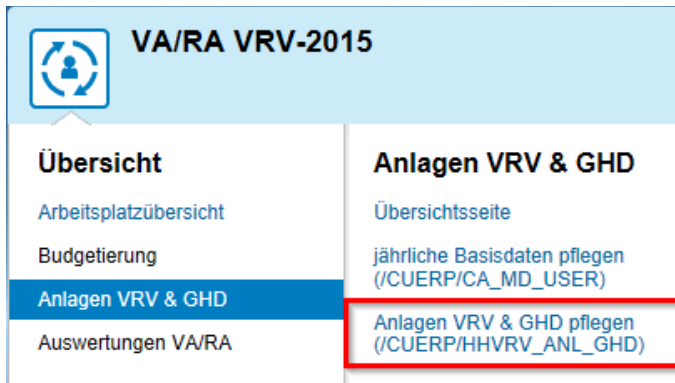 VA/RA VRV-2015
Übersicht
Arbeitsplatzübersicht
Budgetierung
Anlagen VRV & GHD
Auswertungen VA/RA
Anlagen VRV & GHD
Übersichtsseite
jährliche Basisdaten pflegen
(/CUERP/CA_MD_USER)
Anlagen VRV & GHD pflegen
(/CUERP/HHVRV_ANL_GHD)